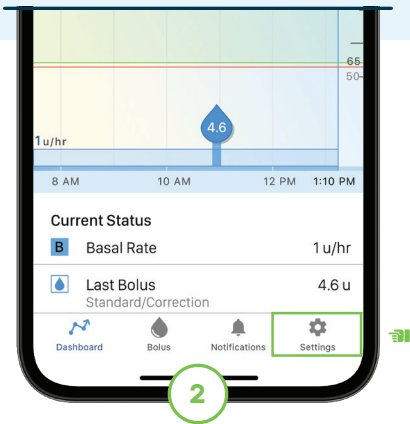 65
50
4.6
1 u/hr
8 AM 10 AM 12 PM 1:10 PM
Current Status
B Basal Rate 1 u/hr
Last Bolus 4.6 u
Standard/Correction
Dashboard Bolus Notifications Settings
2